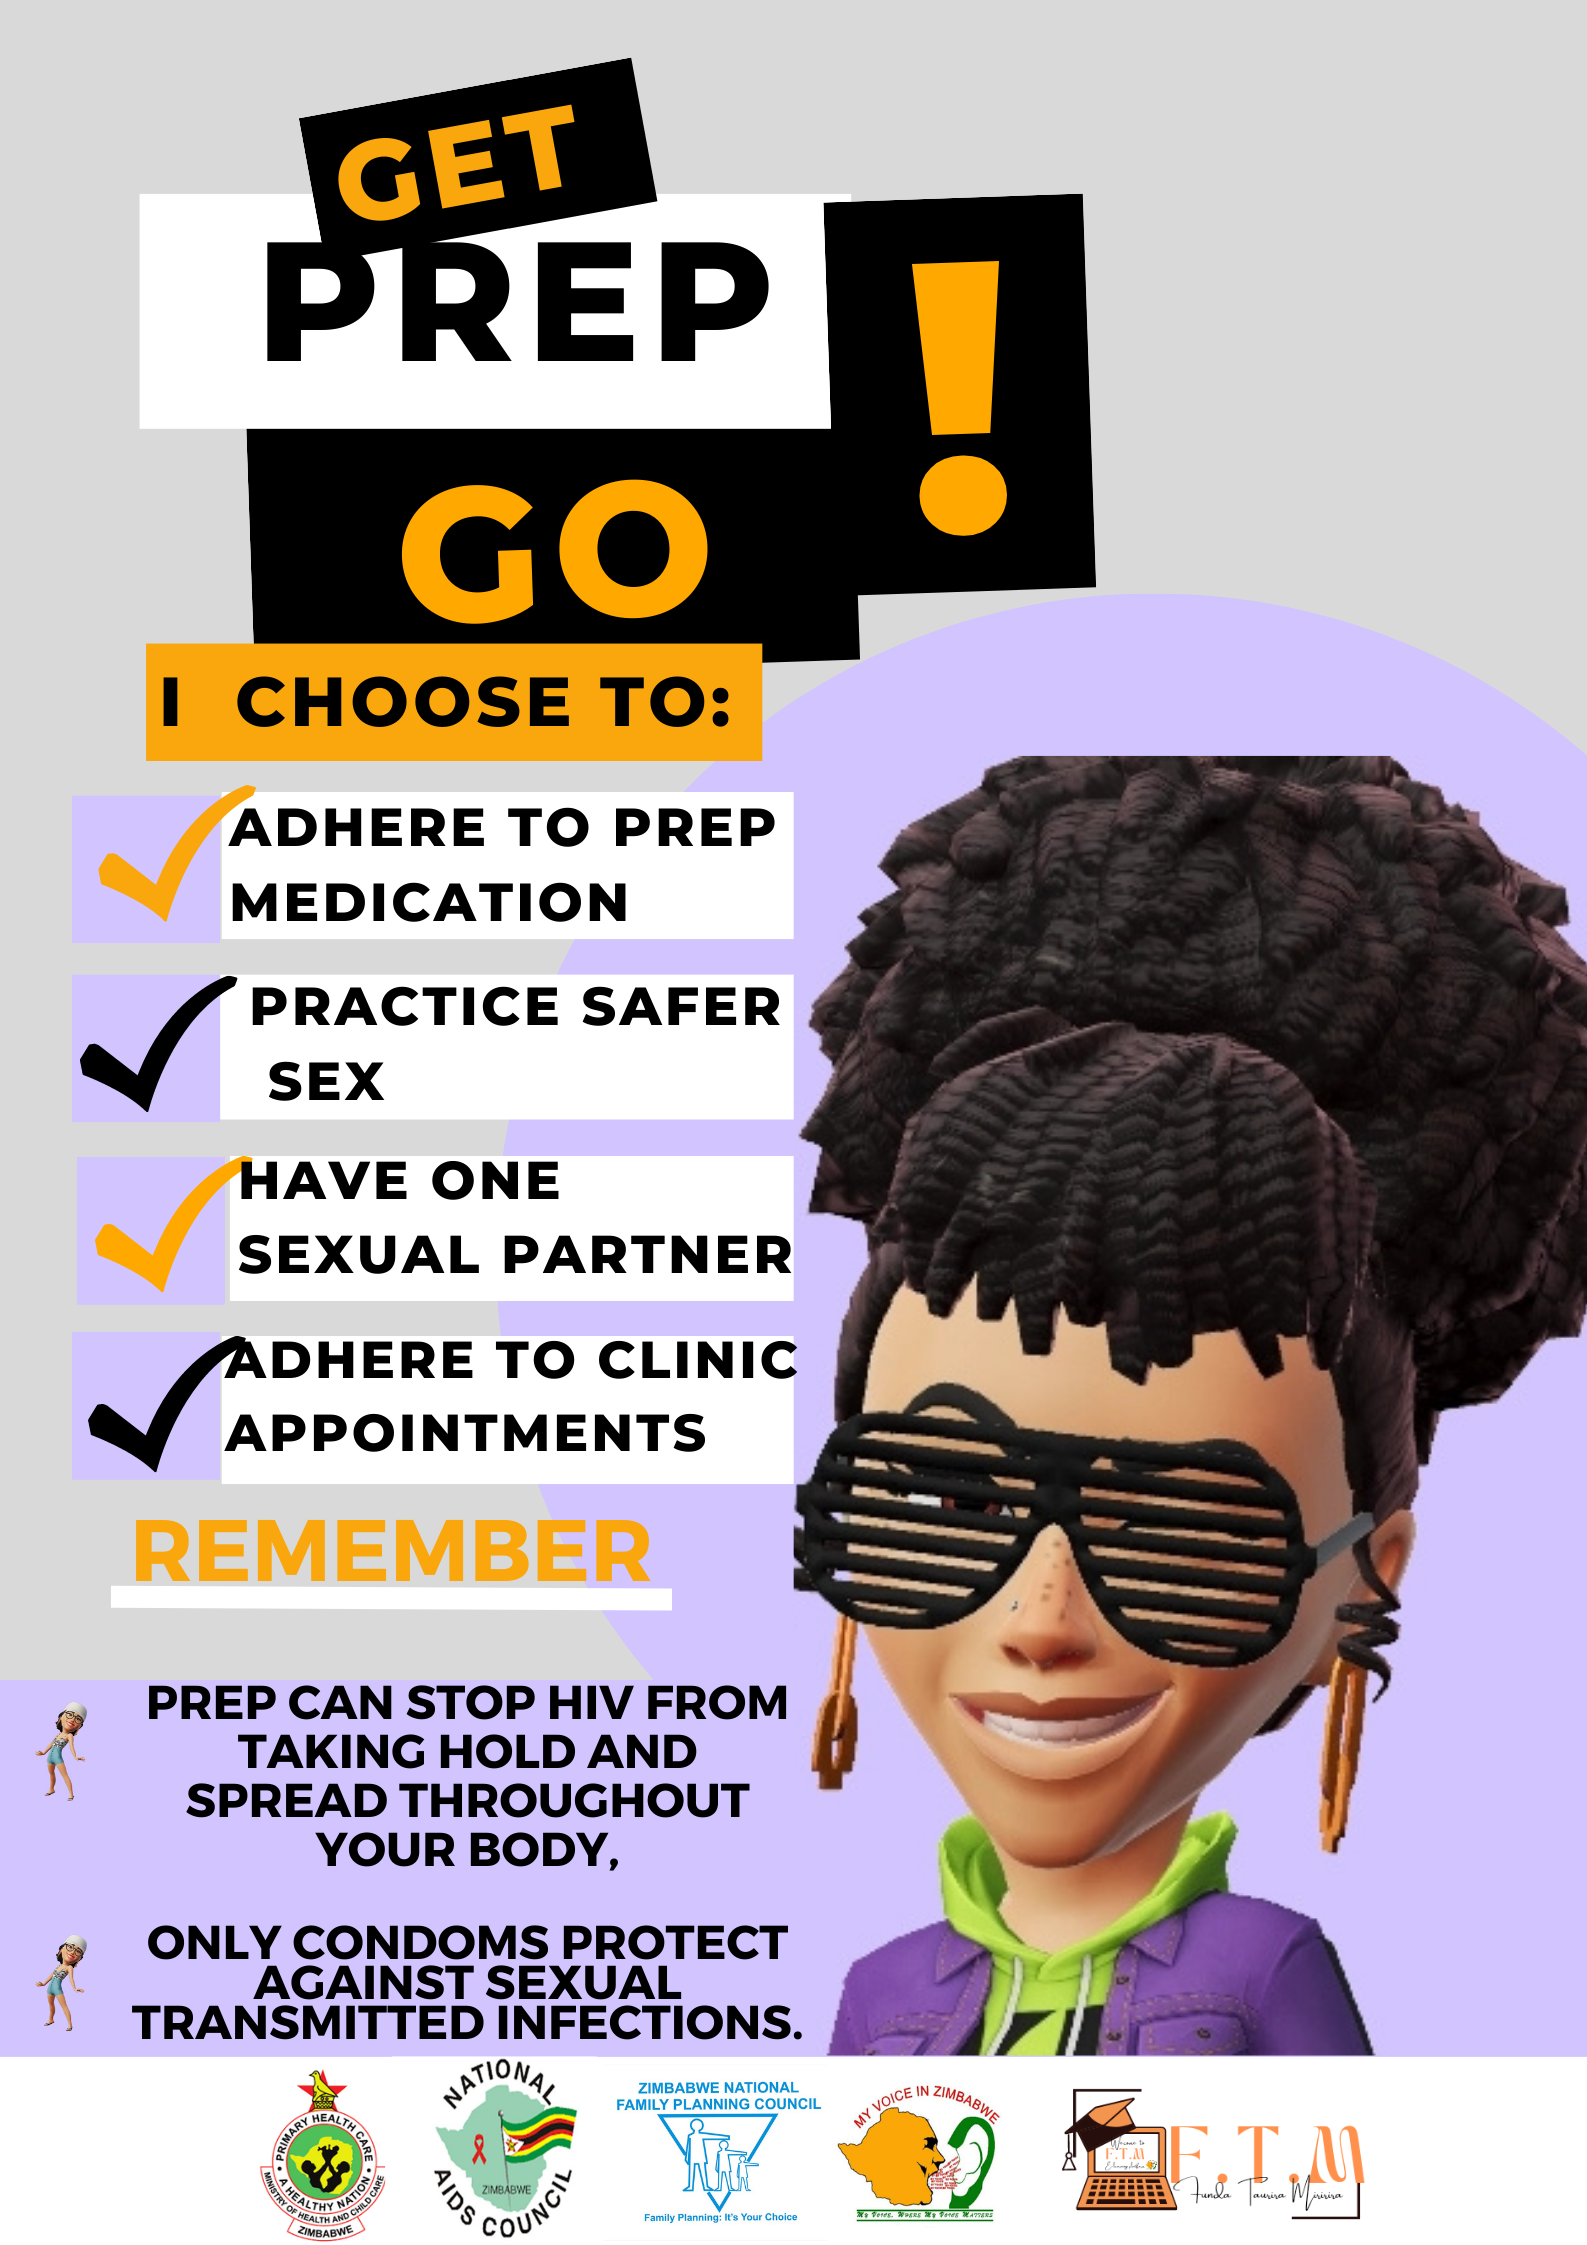 GET
PREP
GO
!
I CHOOSE TO:
ADHERE TO PREP
MEDICATION
PRACTICE SAFER
SEX
HAVE ONE
SEXUAL PARTNER
ADHERE TO CLINIC
APPOINTMENTS
REMEMBER
PREP CAN STOP HIV FROM
TAKING HOLD AND
SPREAD THROUGHOUT
YOUR BODY,
ONLY CONDOMS PROTECT
AGAINST SEXUAL
TRANSMITTED INFECTIONS.
PRIMARY HEALTH CARE
A HEALTHY NATION
MINISTRY OF HEALTH AND CHILD CARE
ZIMBABWE
NATIONAL
ZIMBABWE
AIDS COUNCIL
ZIMBABWE NATIONAL
FAMILY PLANNING COUNCIL
Family Planning: It's Your Choice
MY VOICE IN ZIMBABWE
My Voice, Where My Voice Matters
Welcome to
F.T.M
F.T.M
Funda Taurira Miririra